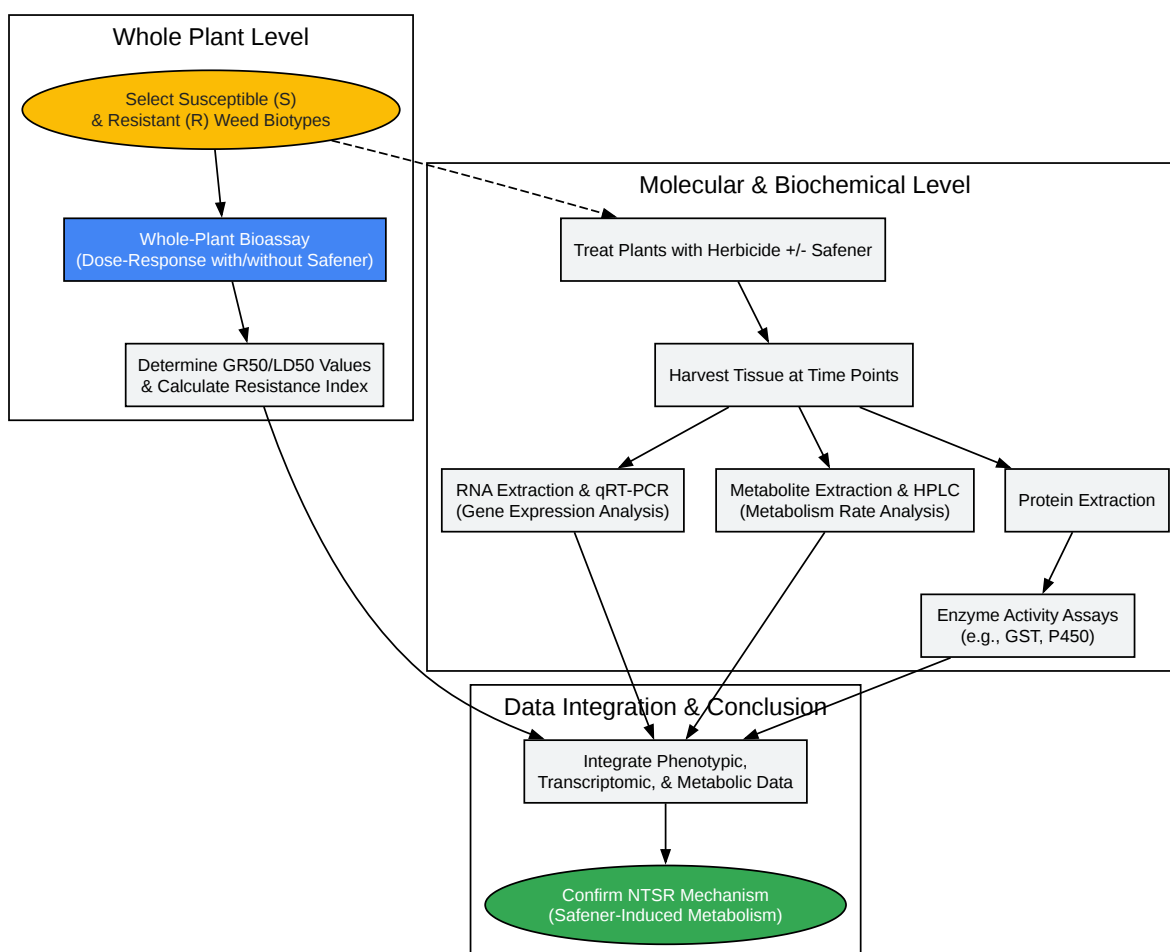 Whole Plant Level
Select Susceptible (S)
& Resistant (R) Weed Biotypes
Whole-Plant Bioassay
(Dose-Response with/without Safener)
Determine GR50/LD50 Values
& Calculate Resistance Index
Molecular & Biochemical Level
Treat Plants with Herbicide +/- Safener
Harvest Tissue at Time Points
RNA Extraction & qRT-PCR
(Gene Expression Analysis)
Metabolite Extraction & HPLC
(Metabolism Rate Analysis)
Protein Extraction
Enzyme Activity Assays
(e.g., GST, P450)
Data Integration & Conclusion
Integrate Phenotypic,
Transcriptomic, & Metabolic Data
Confirm NTSR Mechanism
(Safener-Induced Metabolism)